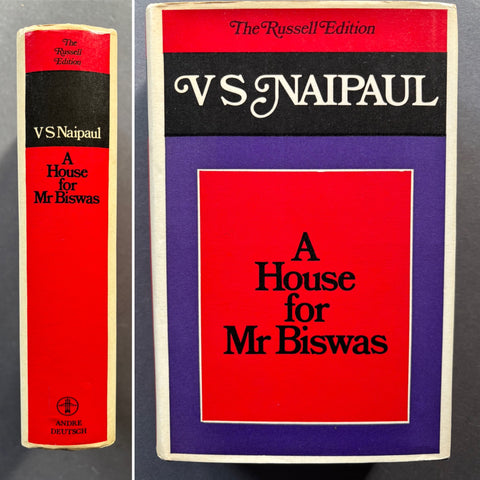 The
Russell
Edition
V S Naipaul
A
House
for
Mr Biswas
ANDRE
DEUTSCH
The Russell Edition
V S NAIPAUL
A
House
for
Mr Biswas